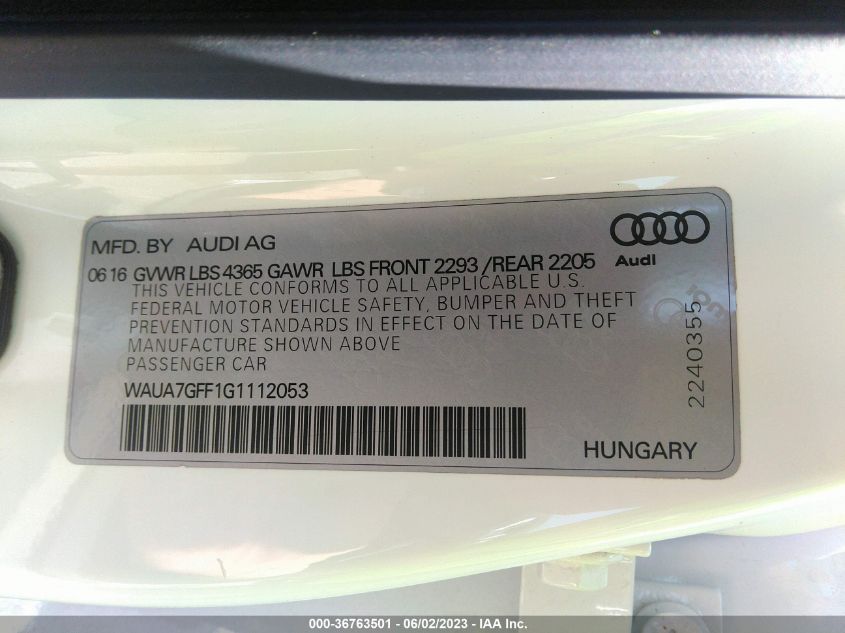 MFD. BY AUDI AG
Audi
06 16 GVWR LBS 4365 GAWR LBS FRONT 2293 /REAR 2205
THIS VEHICLE CONFORMS TO ALL APPLICABLE U.S.
FEDERAL MOTOR VEHICLE SAFETY, BUMPER AND THEFT
PREVENTION STANDARDS IN EFFECT ON THE DATE OF
MANUFACTURE SHOWN ABOVE
PASSENGER CAR
WAUA7GFF1G1112053
HUNGARY
2240355
000-36763501 - 06/02/2023 - IAA Inc.